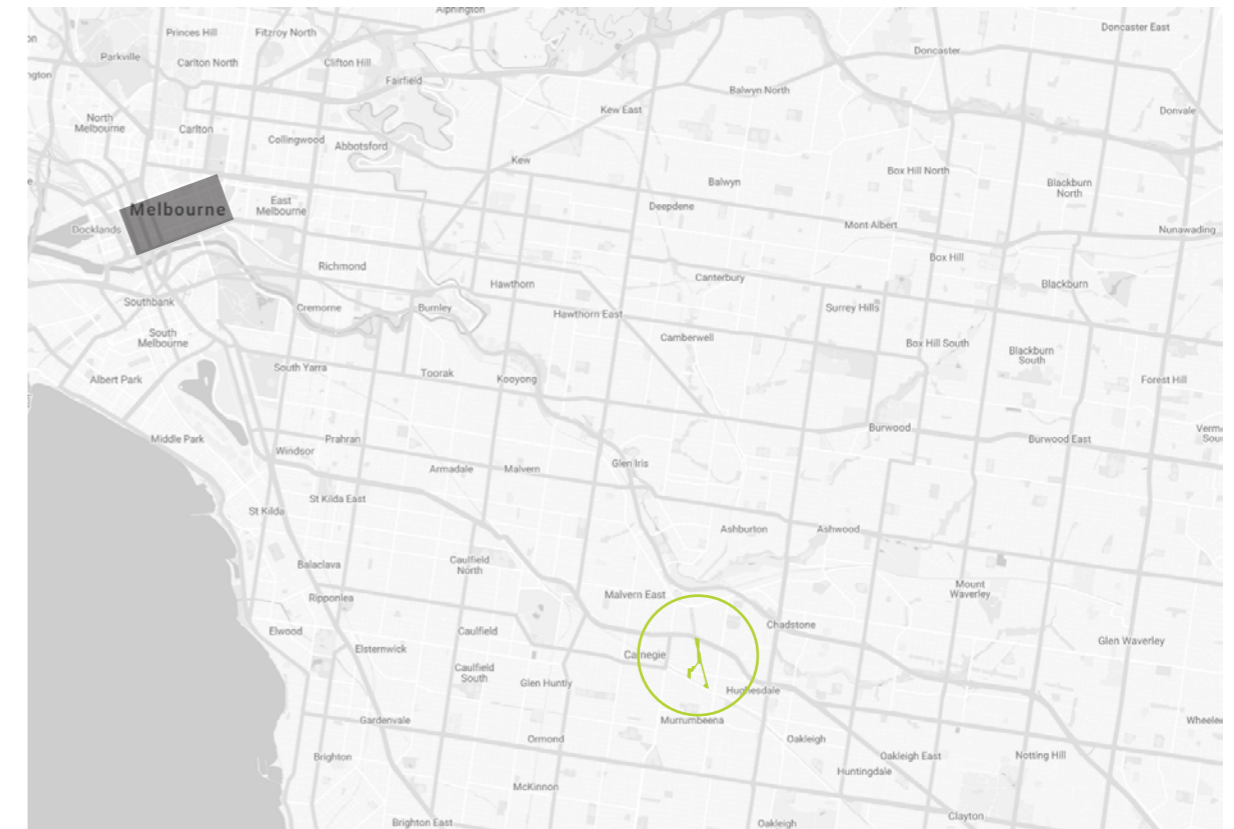 Alphington
Princes Hill
Fitzroy North
Doncaster East
Doncaster
Parkville
Carlton North
Clifton Hill
Fairfield
Balwyn North
Kew East
Donvale
North
Melbourne
Carlton
Collingwood
Abbotsford
Kew
Box Hill North
Balwyn
Blackburn
North
Melbourne
East
Melbourne
Deepdene
Docklands
Mont Albert
Nunawading
Box Hill
Richmond
Hawthorn
Canterbury
Blackburn
Southbank
Cremorne
Burnley
Hawthorn East
Surrey Hills
South
Melbourne
Camberwell
Box Hill South
Blackburn
South
South Yarra
Toorak
Kooyong
Albert Park
Forest Hill
Middle Park
Prahran
Windsor
Burwood
Burwood East
Armadale
Malvern
Glen Iris
St Kilda East
St Kilda
Ashburton
Ashwood
Balaclava
Caulfield
North
Ripponlea
Malvern East
Mount
Waverley
Elwood
Caulfield
Chadstone
Elsternwick
Carnegie
Glen Waverley
Caulfield
South
Glen Huntly
Hughesdale
Gardenvale
Murrumbeena
Ormond
Oakleigh
Brighton
Oakleigh East
Notting Hill
Huntingdale
McKinnon
Brighton East
Oakleigh
Clayton